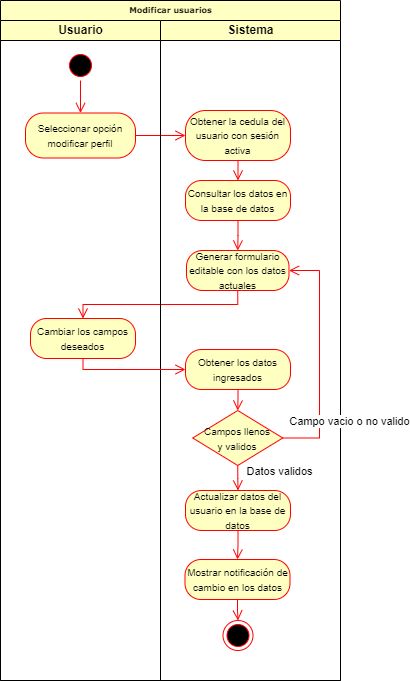 Modificar usuarios
Usuario
Sistema
Seleccionar opción
modificar perfil
Obtener la cedula del
usuario con sesión
activa
Consultar los datos en
la base de datos
Generar formulario
editable con los datos
actuales
Cambiar los campos
deseados
Obtener los datos
ingresados
Campos llenos
y validos
Campo vacio o no valido
Datos validos
Actualizar datos del
usuario en la base de
datos
Mostrar notificación de
cambio en los datos